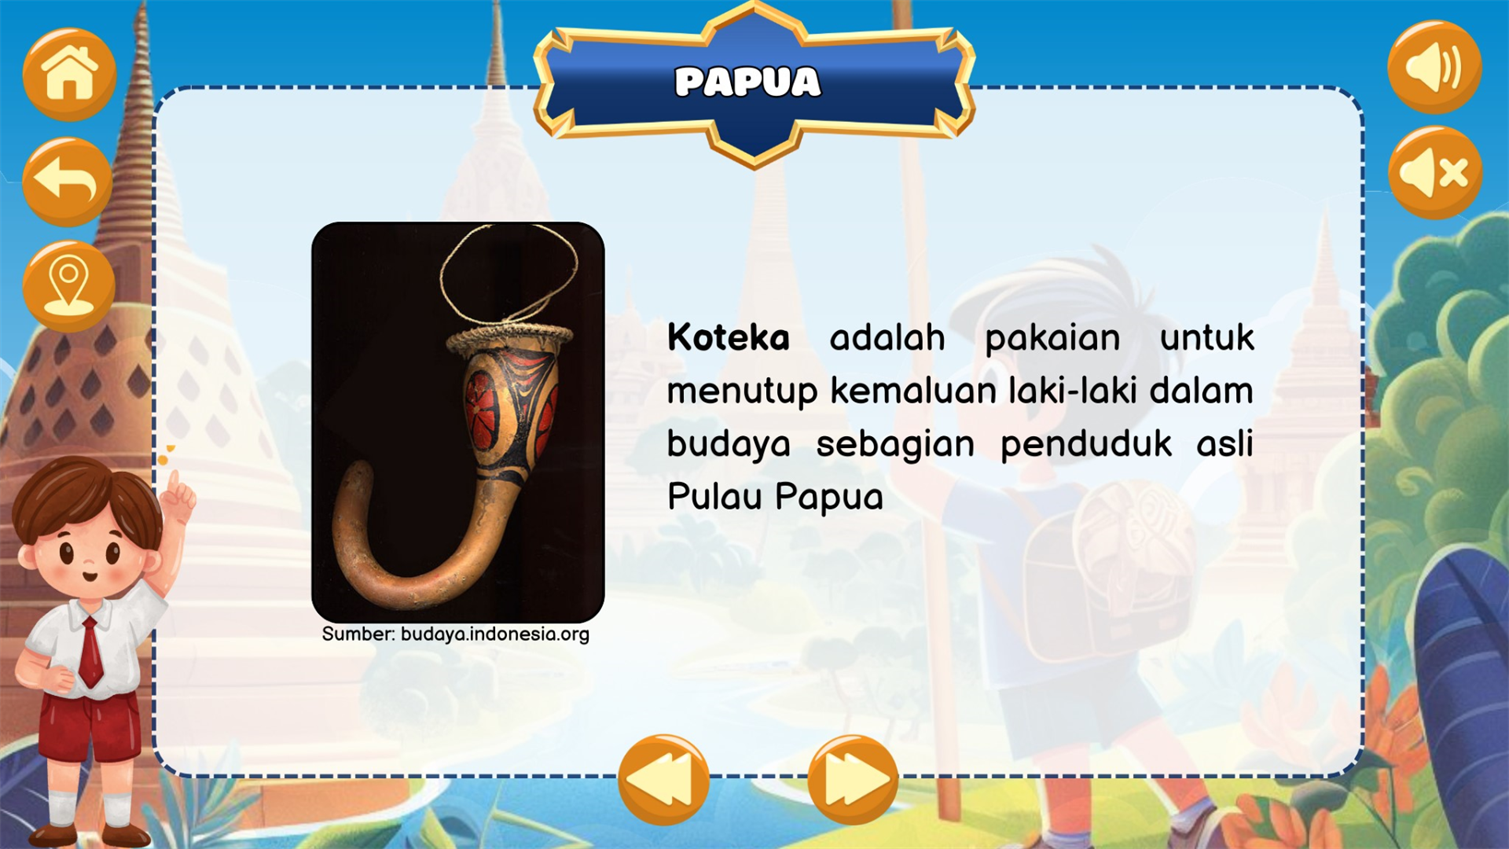 PAPUA
Koteka adalah pakaian untuk
menutup kemaluan laki-laki dalam
budaya sebagian penduduk asli
Pulau Papua
Sumber: budaya.indonesia.org